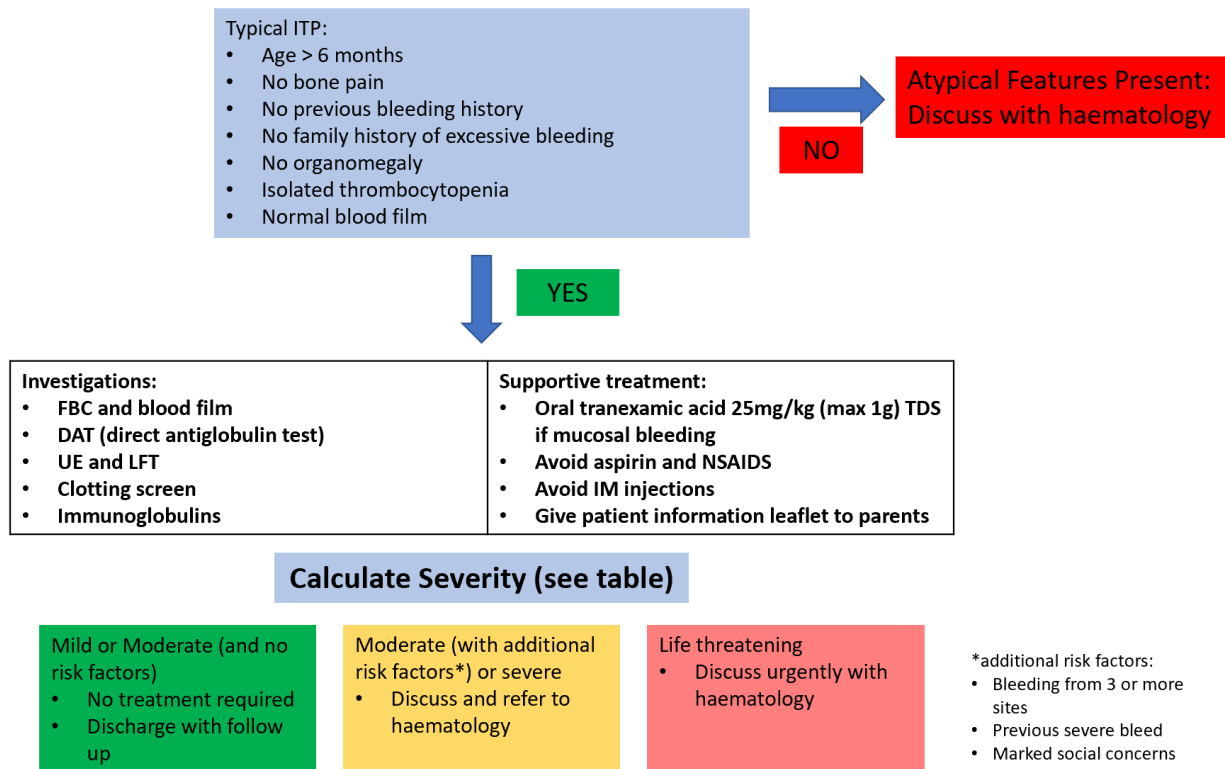 Typical ITP:
• Age > 6 months
• No bone pain
• No previous bleeding history
• No family history of excessive bleeding
• No organomegaly
• Isolated thrombocytopenia
• Normal blood film
Atypical Features Present:
Discuss with haematology
NO
YES
Investigations:
• FBC and blood film
• DAT (direct antiglobulin test)
• UE and LFT
• Clotting screen
• Immunoglobulins
Supportive treatment:
• Oral tranexamic acid 25mg/kg (max 1g) TDS
if mucosal bleeding
• Avoid aspirin and NSAIDS
• Avoid IM injections
• Give patient information leaflet to parents
Calculate Severity (see table)
Mild or Moderate (and no
risk factors)
• No treatment required
• Discharge with follow
up
Moderate (with additional
risk factors*) or severe
• Discuss and refer to
haematology
Life threatening
• Discuss urgently with
haematology
*additional risk factors:
• Bleeding from 3 or more
sites
• Previous severe bleed
• Marked social concerns